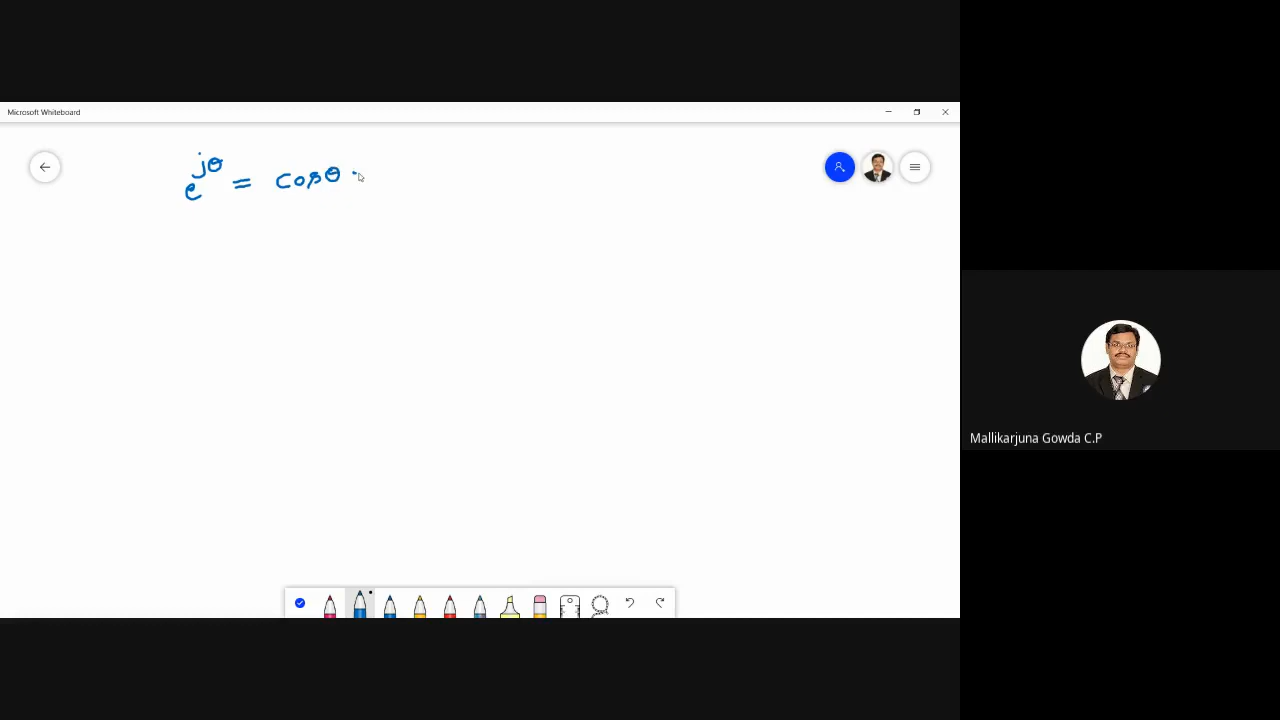 Microsoft Whiteboard
e^{jθ} = cosθ
Mallikarjuna Gowda C.P